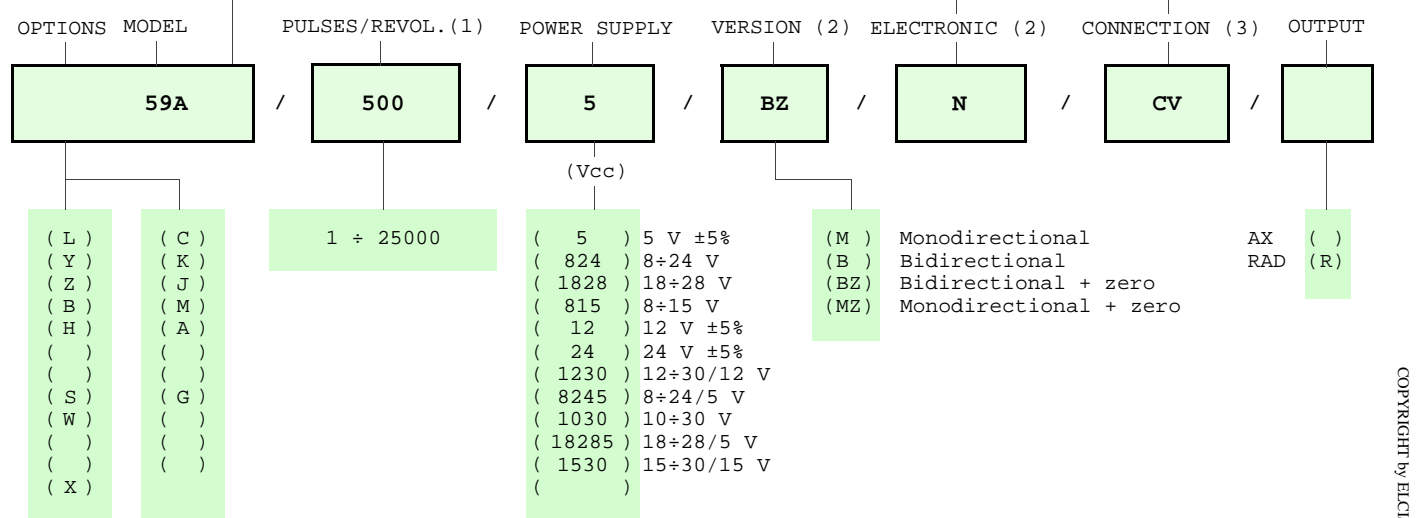 OPTIONS MODEL PULSES/REVOL.(1) POWER SUPPLY VERSION (2) ELECTRONIC (2) CONNECTION (3) OUTPUT
59A / 500 / 5 / BZ / N / CV /
(Vcc)
( L ) ( C ) 1 ÷ 25000 ( 5 ) 5 V ±5% (M ) Monodirectional AX ( )
( Y ) ( K ) ( 824 ) 8÷24 V (B ) Bidirectional RAD (R)
( Z ) ( J ) ( 1828 ) 18÷28 V (BZ) Bidirectional + zero
( B ) ( M ) ( 815 ) 8÷15 V (MZ) Monodirectional + zero
( H ) ( A ) ( 12 ) 12 V ±5%
( ) ( ) ( 24 ) 24 V ±5%
( ) ( ) ( 1230 ) 12÷30/12 V
( S ) ( G ) ( 8245 ) 8÷24/5 V
( W ) ( ) ( 1030 ) 10÷30 V
( ) ( ) ( 18285 ) 18÷28/5 V
( ) ( ) ( 1530 ) 15÷30/15 V
( X ) ( )
COPYRIGHT by